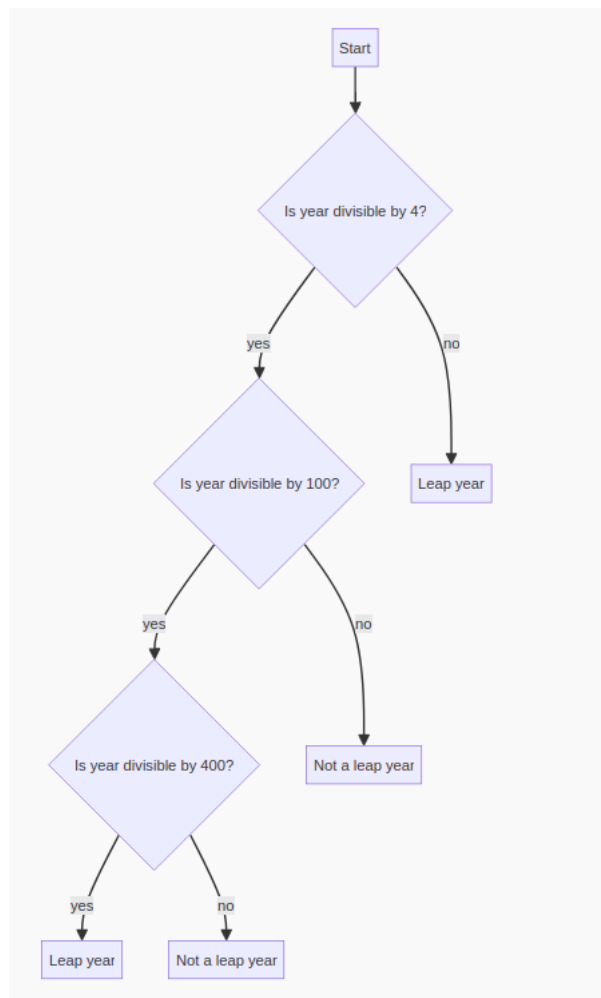 Start
Is year divisible by 4?
yes
no
Is year divisible by 100?
Leap year
yes
no
Is year divisible by 400?
Not a leap year
yes
no
Leap year
Not a leap year